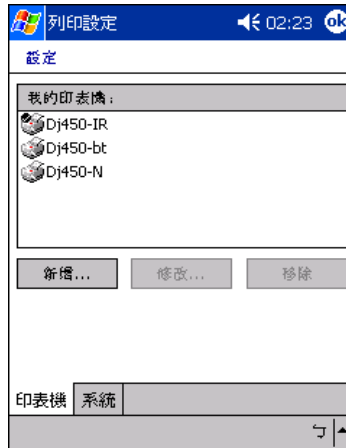 列印設定 02:23 ok
設定
我的印表機：
Dj450-IR
Dj450-bt
Dj450-N
新增... 修改... 移除
印表機 系統
ㄅ